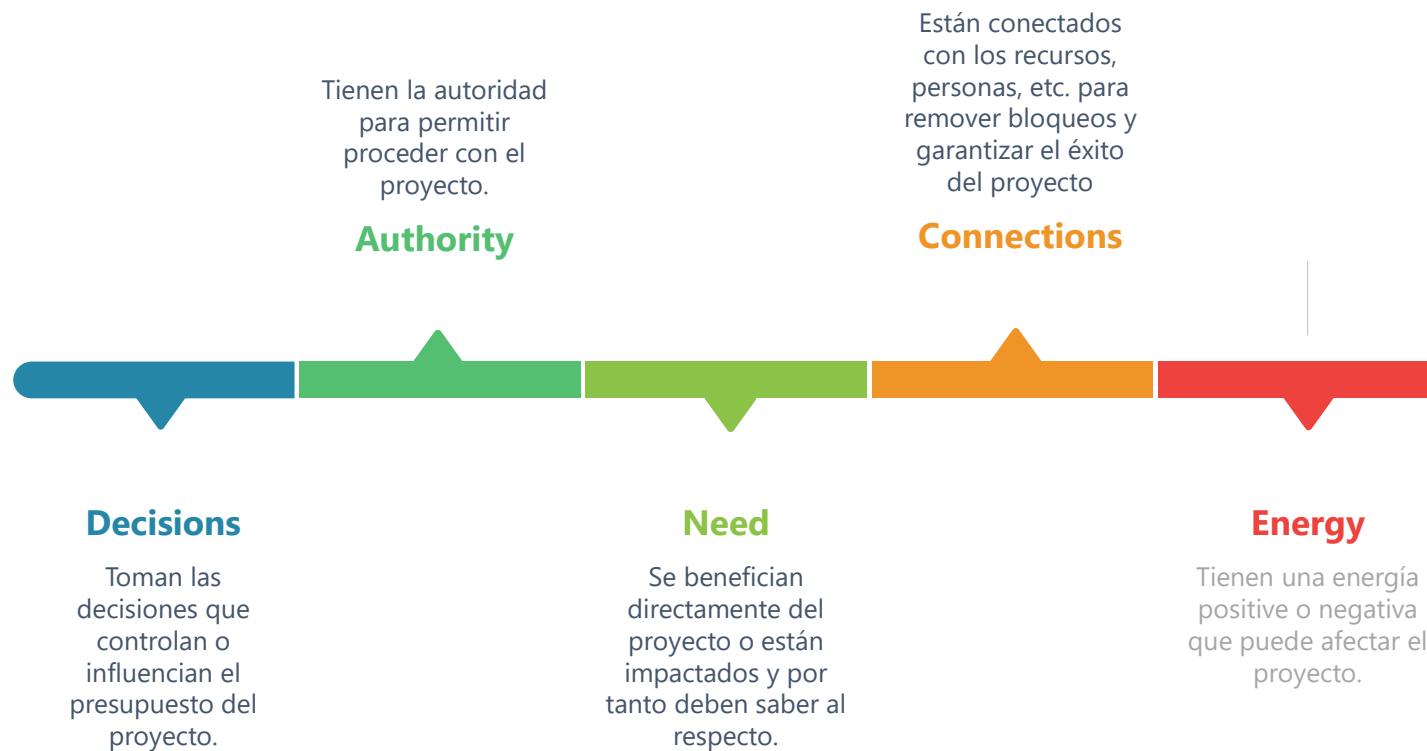 Decisions
Toman las
decisiones que
controlan o
influencian el
presupuesto del
proyecto.
Tienen la autoridad
para permitir
proceder con el
proyecto.
Authority
Need
Se benefician
directamente del
proyecto o están
impactados y por
tanto deben saber al
respecto.
Están conectados
con los recursos,
personas, etc. para
remover bloqueos y
garantizar el éxito
del proyecto
Connections
Energy
Tienen una energía
positive o negativa
que puede afectar el
proyecto.